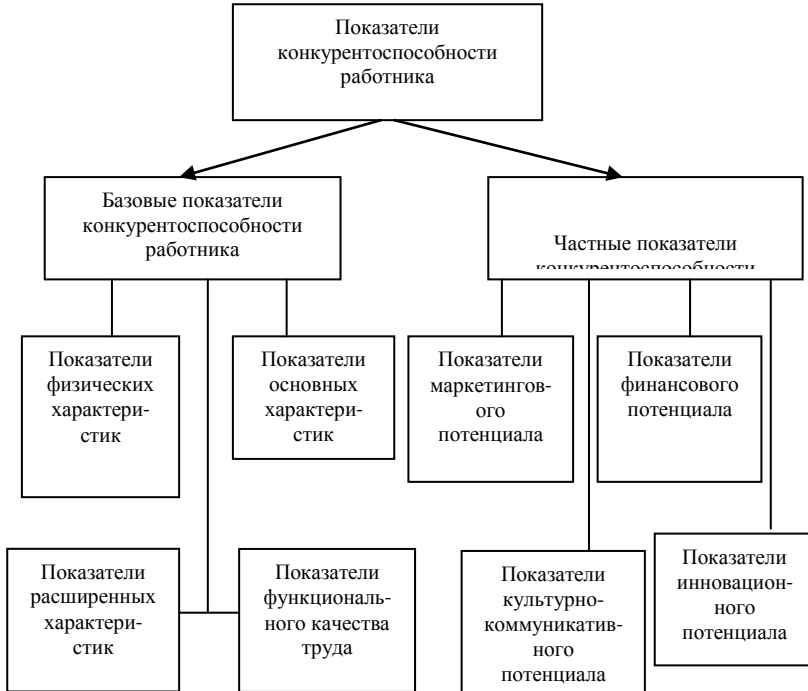 Показатели
конкурентоспособности
работника
Базовые показатели
конкурентоспособности
работника
Частные показатели
конкурентоспособности
Показатели
физических
характери-
стик
Показатели
основных
характери-
стик
Показатели
маркетингов-
ого
потенциала
Показатели
финансового
потенциала
Показатели
расширенных
характери-
стик
Показатели
функциональ-
ного качества
труда
Показатели
культурно-
коммуникатив-
ного
потенциала
Показатели
инновацион-
ного
потенциала